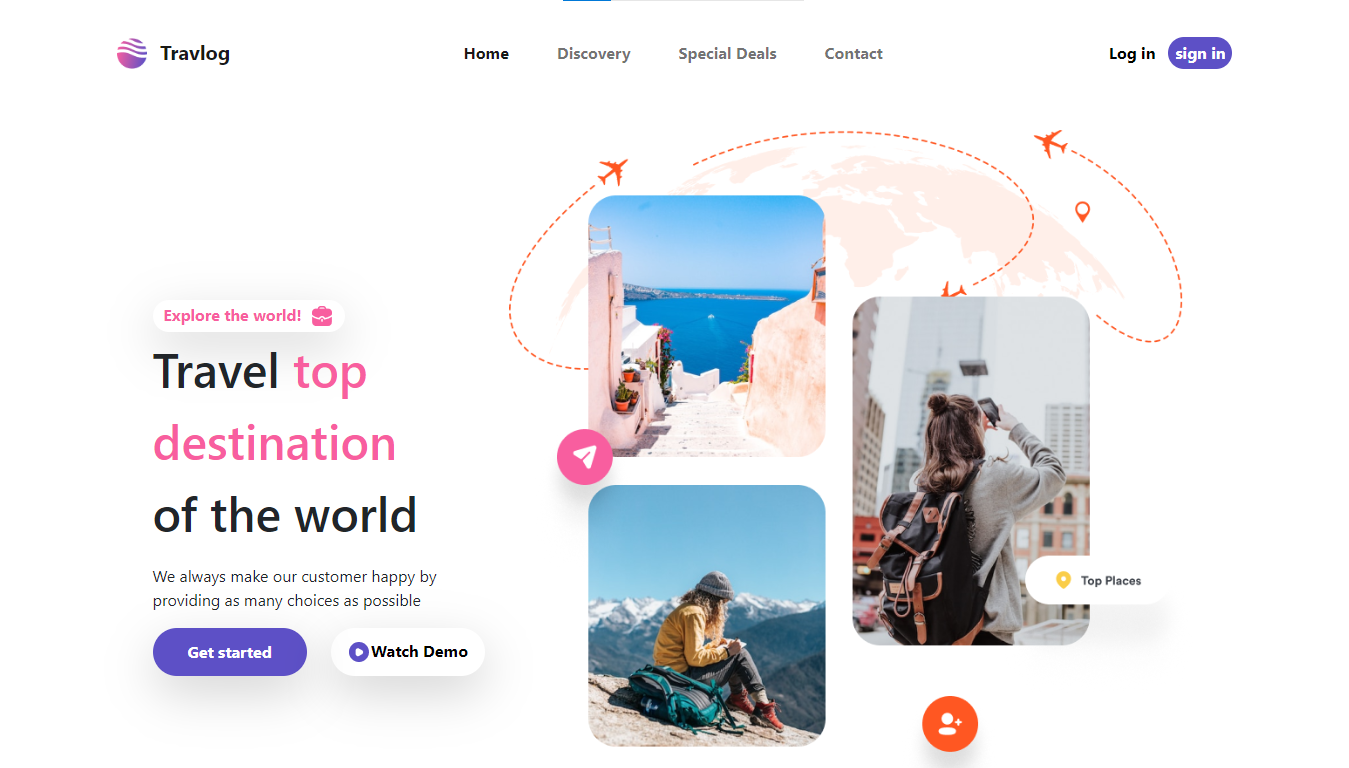 Travlog
Home
Discovery
Special Deals
Contact
Log in
sign in
Explore the world!
Travel top
destination
of the world
We always make our customer happy by
providing as many choices as possible
Get started
Watch Demo
Top Places